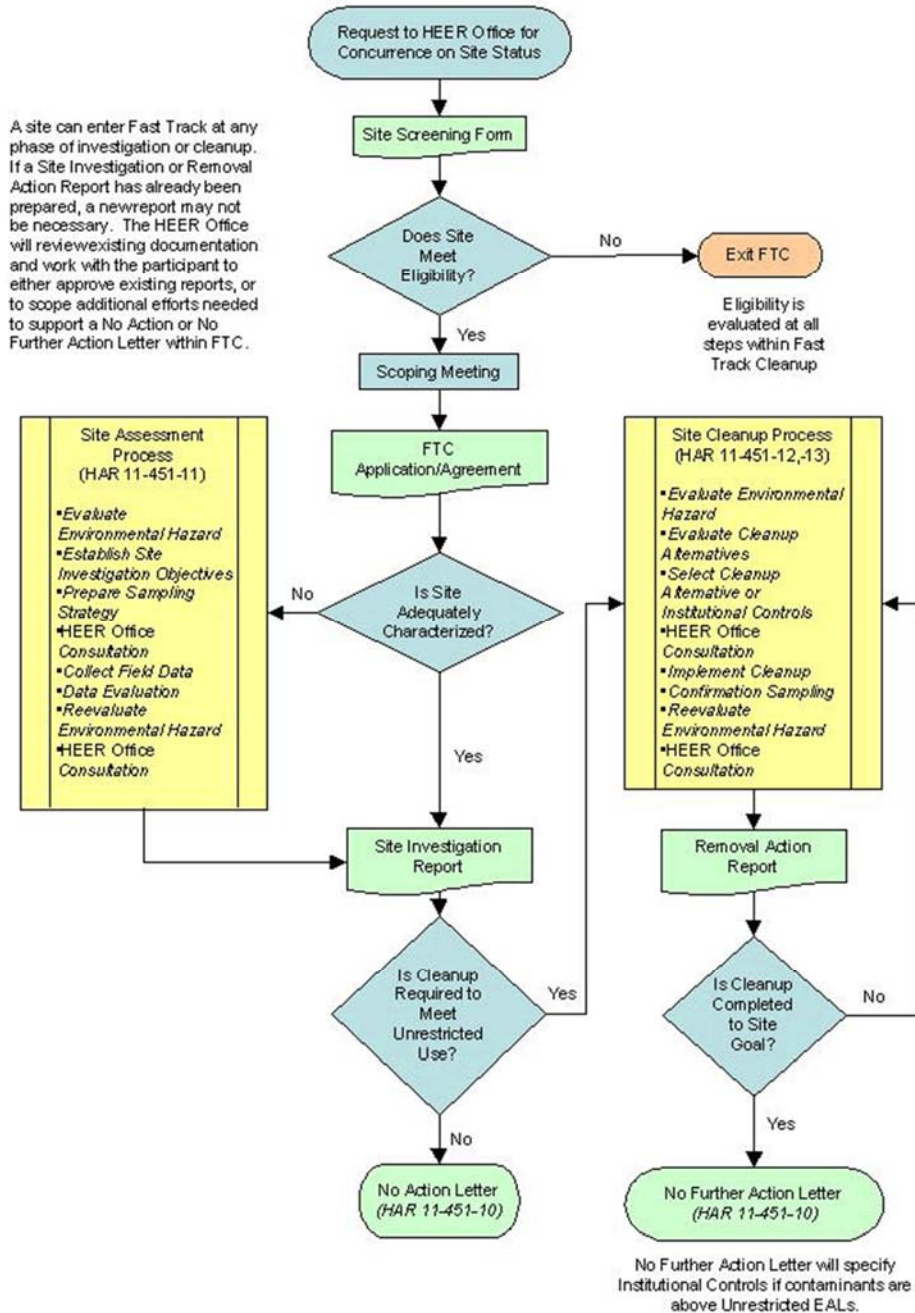 Request to HEER Office for
Concurrence on Site Status
A site can enter Fast Track at any
phase of investigation or cleanup.
If a Site Investigation or Removal
Action Report has already been
prepared, a newreport may not
be necessary. The HEER Office
will reviewexisting documentation
and work with the participant to
either approve existing reports, or
to scope additional efforts needed
to support a No Action or No
Further Action Letter within FTC.
Site Screening Form
Does Site
Meet
Eligibility?
No
Exit FTC
Eligibility is
evaluated at all
steps within Fast
Track Cleanup
Yes
Scoping Meeting
FTC
Application/Agreement
Site Assessment
Process
(HAR 11-451-11)
▪Evaluate
Environmental Hazard
▪Establish Site
Investigation Objectives
▪Prepare Sampling
Strategy
▪HEER Office
Consultation
▪Collect Field Data
▪Data Evaluation
▪Reevaluate
Environmental Hazard
▪HEER Office
Consultation
No
Is Site
Adequately
Characterized?
Yes
Site Cleanup Process
(HAR 11-451-12,-13)
▪Evaluate Environmental
Hazard
▪Evaluate Cleanup
Alternatives
▪Select Cleanup
Alternative or
Institutional Controls
▪HEER Office
Consultation
▪Implement Cleanup
▪Confirmation Sampling
▪Reevaluate
Environmental Hazard
▪HEER Office
Consultation
Site Investigation
Report
Is Cleanup
Required to
Meet
Unrestricted
Use?
Yes
No
No Action Letter
(HAR 11-451-10)
Removal Action
Report
Is Cleanup
Completed
to Site
Goal?
No
Yes
No Further Action Letter
(HAR 11-451-10)
No Further Action Letter will specify
Institutional Controls if contaminants are
above Unrestricted EALs.